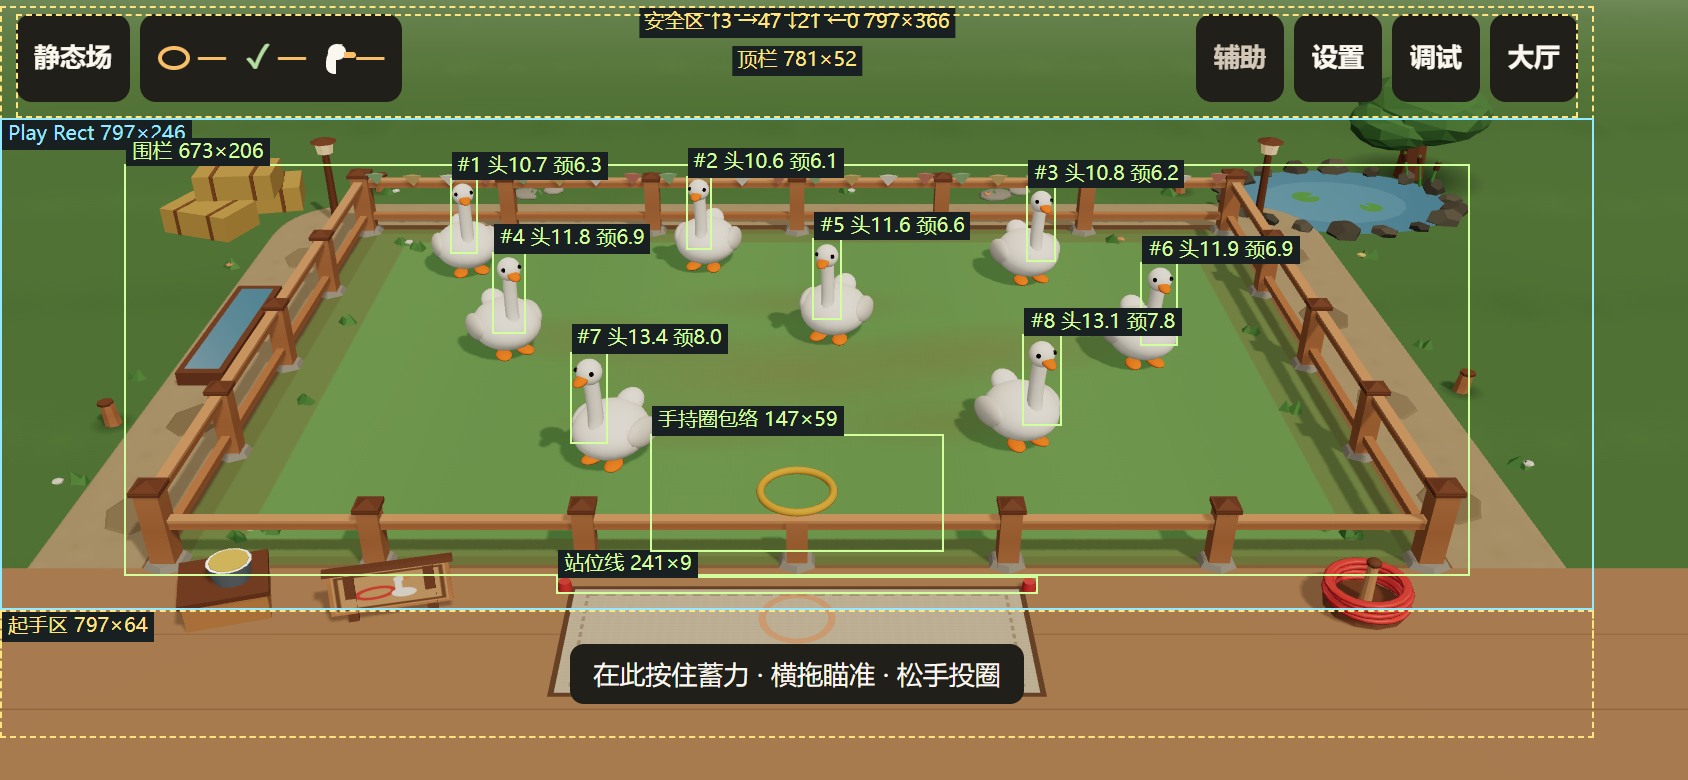 静态场
安全区 ↑3 →47 ↓21 ←0 797×366
顶栏 781×52
辅助
设置
调试
大厅
Play Rect 797×246
围栏 673×206
#1 头10.7 颈6.3
#2 头10.6 颈6.1
#3 头10.8 颈6.2
#4 头11.8 颈6.9
#5 头11.6 颈6.6
#6 头11.9 颈6.9
#7 头13.4 颈8.0
#8 头13.1 颈7.8
手持圈包络 147×59
站位线 241×9
起手区 797×64
在此按住蓄力 · 横拖瞄准 · 松手投圈